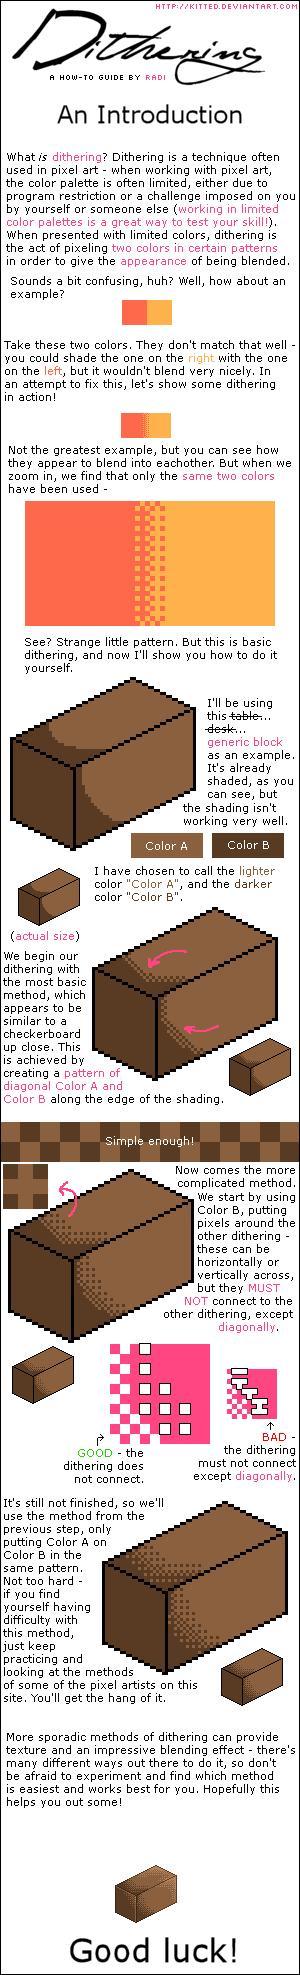 HTTP://KITTED.DEVIANTART.COM
Dithering
A HOW-TO GUIDE BY RADI
An Introduction
What is dithering? Dithering is a technique often
used in pixel art - when working with pixel art,
the color palette is often limited, either due to
program restriction or a challenge imposed on you
by yourself or someone else (working in limited
color palettes is a great way to test your skill!).
When presented with limited colors, dithering is
the act of pixeling two colors in certain patterns
in order to give the appearance of being blended.
Sounds a bit confusing, huh? Well, how about an
example?
Take these two colors. They don't match that well -
you could shade the one on the right with the one
on the left, but it wouldn't blend very nicely. In
an attempt to fix this, let's show some dithering
in action!
Not the greatest example, but you can see how
they appear to blend into eachother. But when we
zoom in, we find that only the same two colors
have been used -
See? Strange little pattern. But this is basic
dithering, and now I'll show you how to do it
yourself.
I'll be using
this table...
desk...
generic block
as an example.
It's already
shaded, as you
can see, but
the shading isn't
working very well.
Color A
Color B
I have chosen to call the lighter
color "Color A", and the darker
color "Color B".
(actual size)
We begin our
dithering with
the most basic
method, which
appears to be
similar to a
checkerboard
up close. This
is achieved by
creating a pattern of
diagonal Color A and
Color B along the edge of the shading.
Simple enough!
Now comes the more
complicated method.
We start by using
Color B, putting
pixels around the
other dithering -
these can be
horizontally or
vertically across,
but they MUST
NOT connect to the
other dithering, except
diagonally.
GOOD - the
dithering does
not connect.
BAD -
the dithering
must not connect
except diagonally.
It's still not finished, so we'll
use the method from the
previous step, only
putting Color A on
Color B in the
same pattern.
Not too hard -
if you find
yourself having
difficulty with
this method,
just keep
practicing and
looking at the methods
of some of the pixel artists on this
site. You'll get the hang of it.
More sporadic methods of dithering can provide
texture and an impressive blending effect - there's
many different ways out there to do it, so don't
be afraid to experiment and find which method
is easiest and works best for you. Hopefully this
helps you out some!
Good luck!